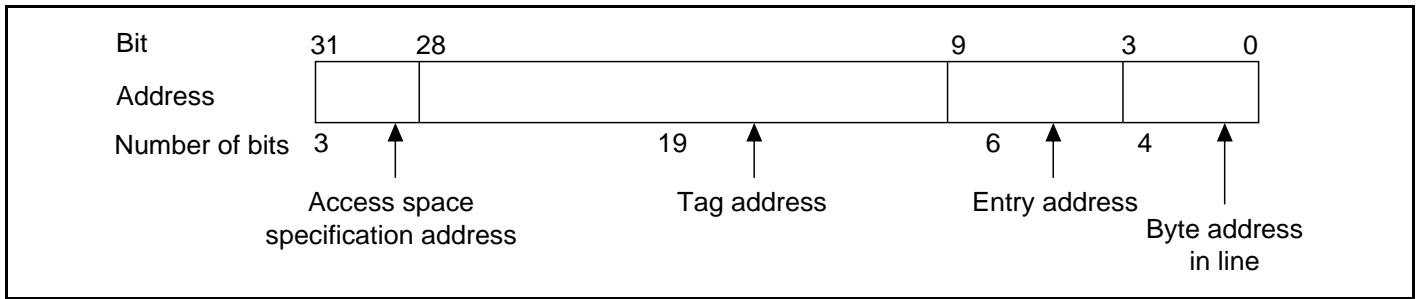 Bit 31 28 9 3 0
Address
Number of bits 3 19 6 4
Access space Tag address Entry address
specification address
Byte address
in line